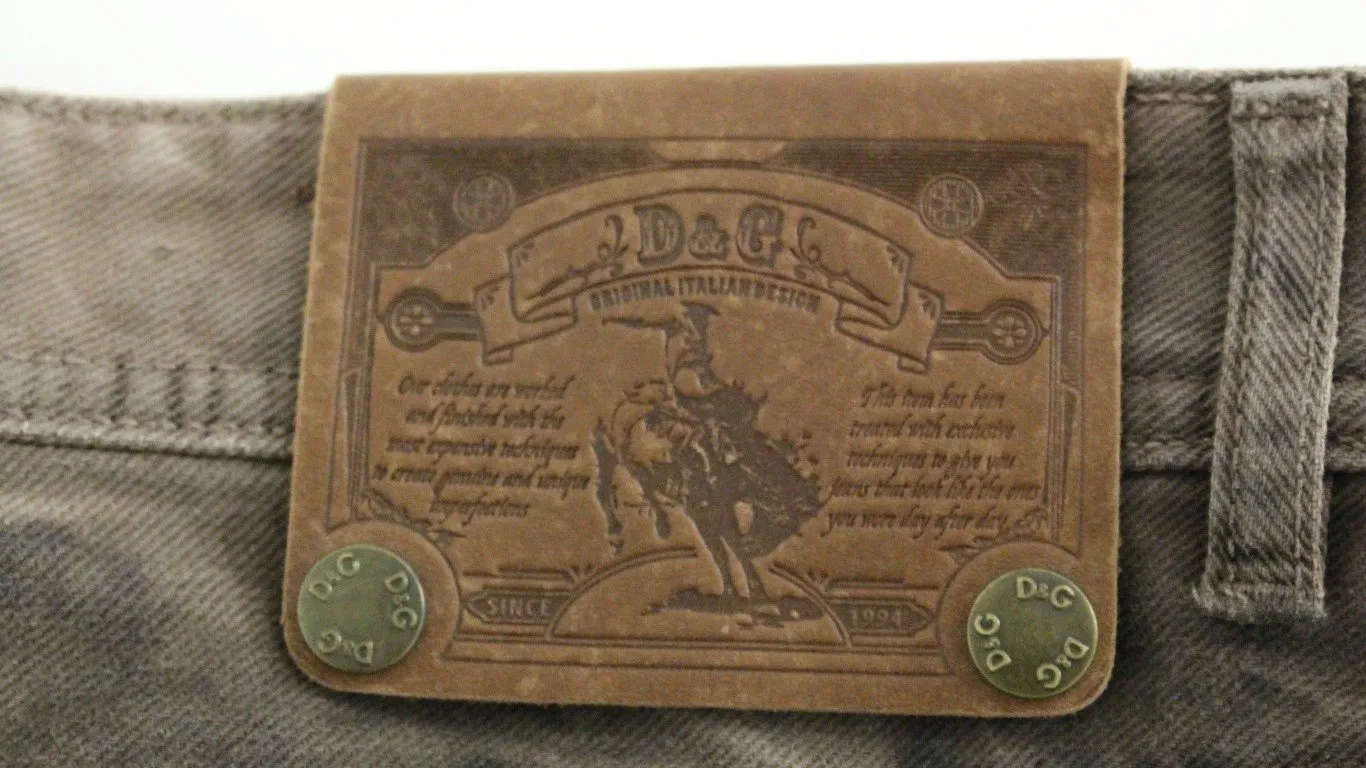 D&G
ORIGINAL ITALIAN DESIGN
Our clothes are worked
and finished with the
most expensive techniques
to create genuine and unique
imperfections
This item has been
treated with exclusive
techniques to give you
jeans that look like the ones
you wore day after day.
SINCE
1994
D&G
D&G
D&G
D&G
D&G
D&G